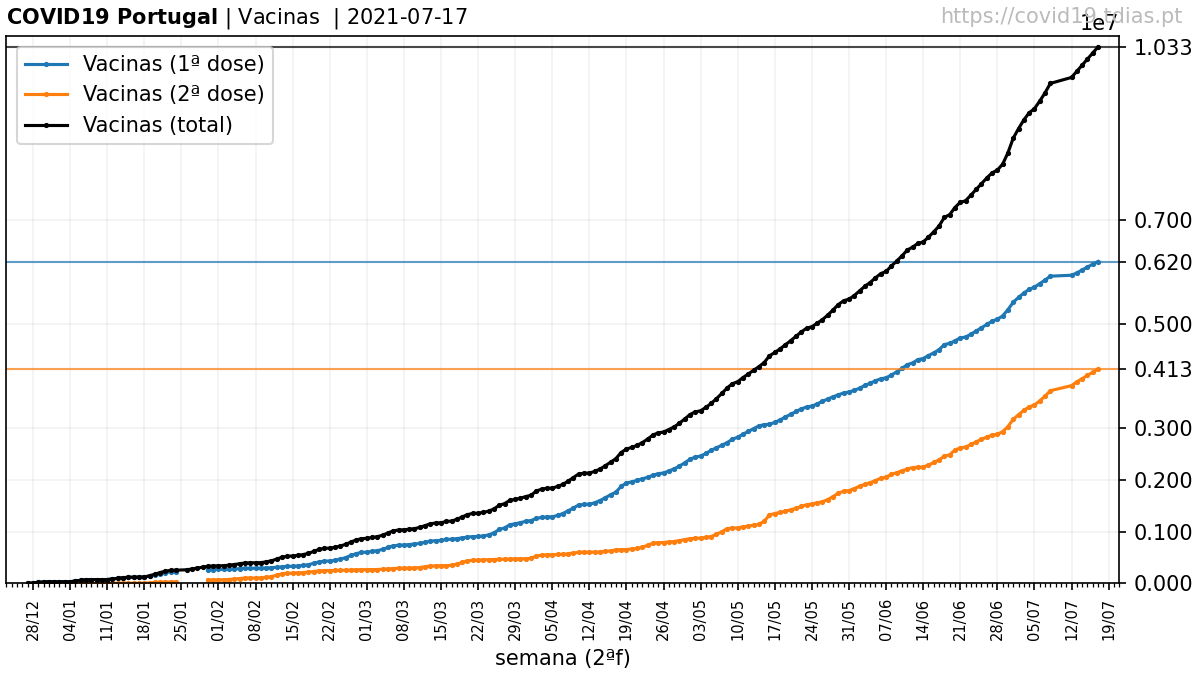 COVID19 Portugal | Vacinas | 2021-07-17
https://covid19.tdias.pt
1e7
Vacinas (1ª dose)
Vacinas (2ª dose)
Vacinas (total)
1.033
0.700
0.620
0.500
0.413
0.300
0.200
0.100
0.000
28/12 04/01 11/01 18/01 25/01 01/02 08/02 15/02 22/02 01/03 08/03 15/03 22/03 29/03 05/04 12/04 19/04 26/04 03/05 10/05 17/05 24/05 31/05 07/06 14/06 21/06 28/06 05/07 12/07 19/07
semana (2ªf)